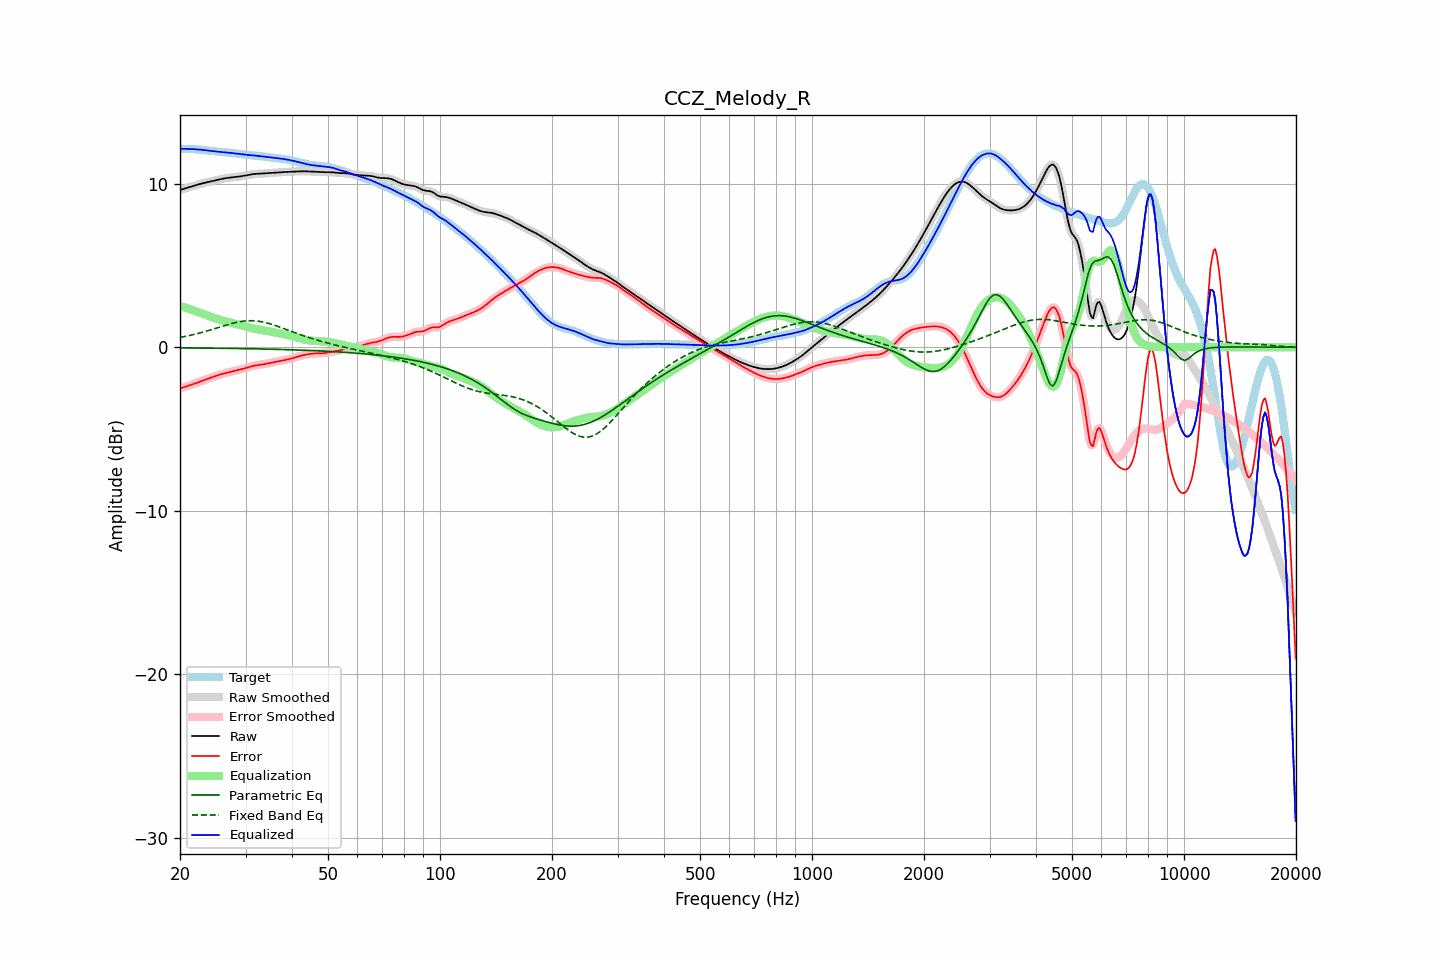 CCZ_Melody_R
Amplitude (dBr)
10
0
−10
−20
−30
Target
Raw Smoothed
Error Smoothed
Raw
Error
Equalization
Parametric Eq
Fixed Band Eq
Equalized
20 50 100 200 500 1000 2000 5000 10000 20000
Frequency (Hz)